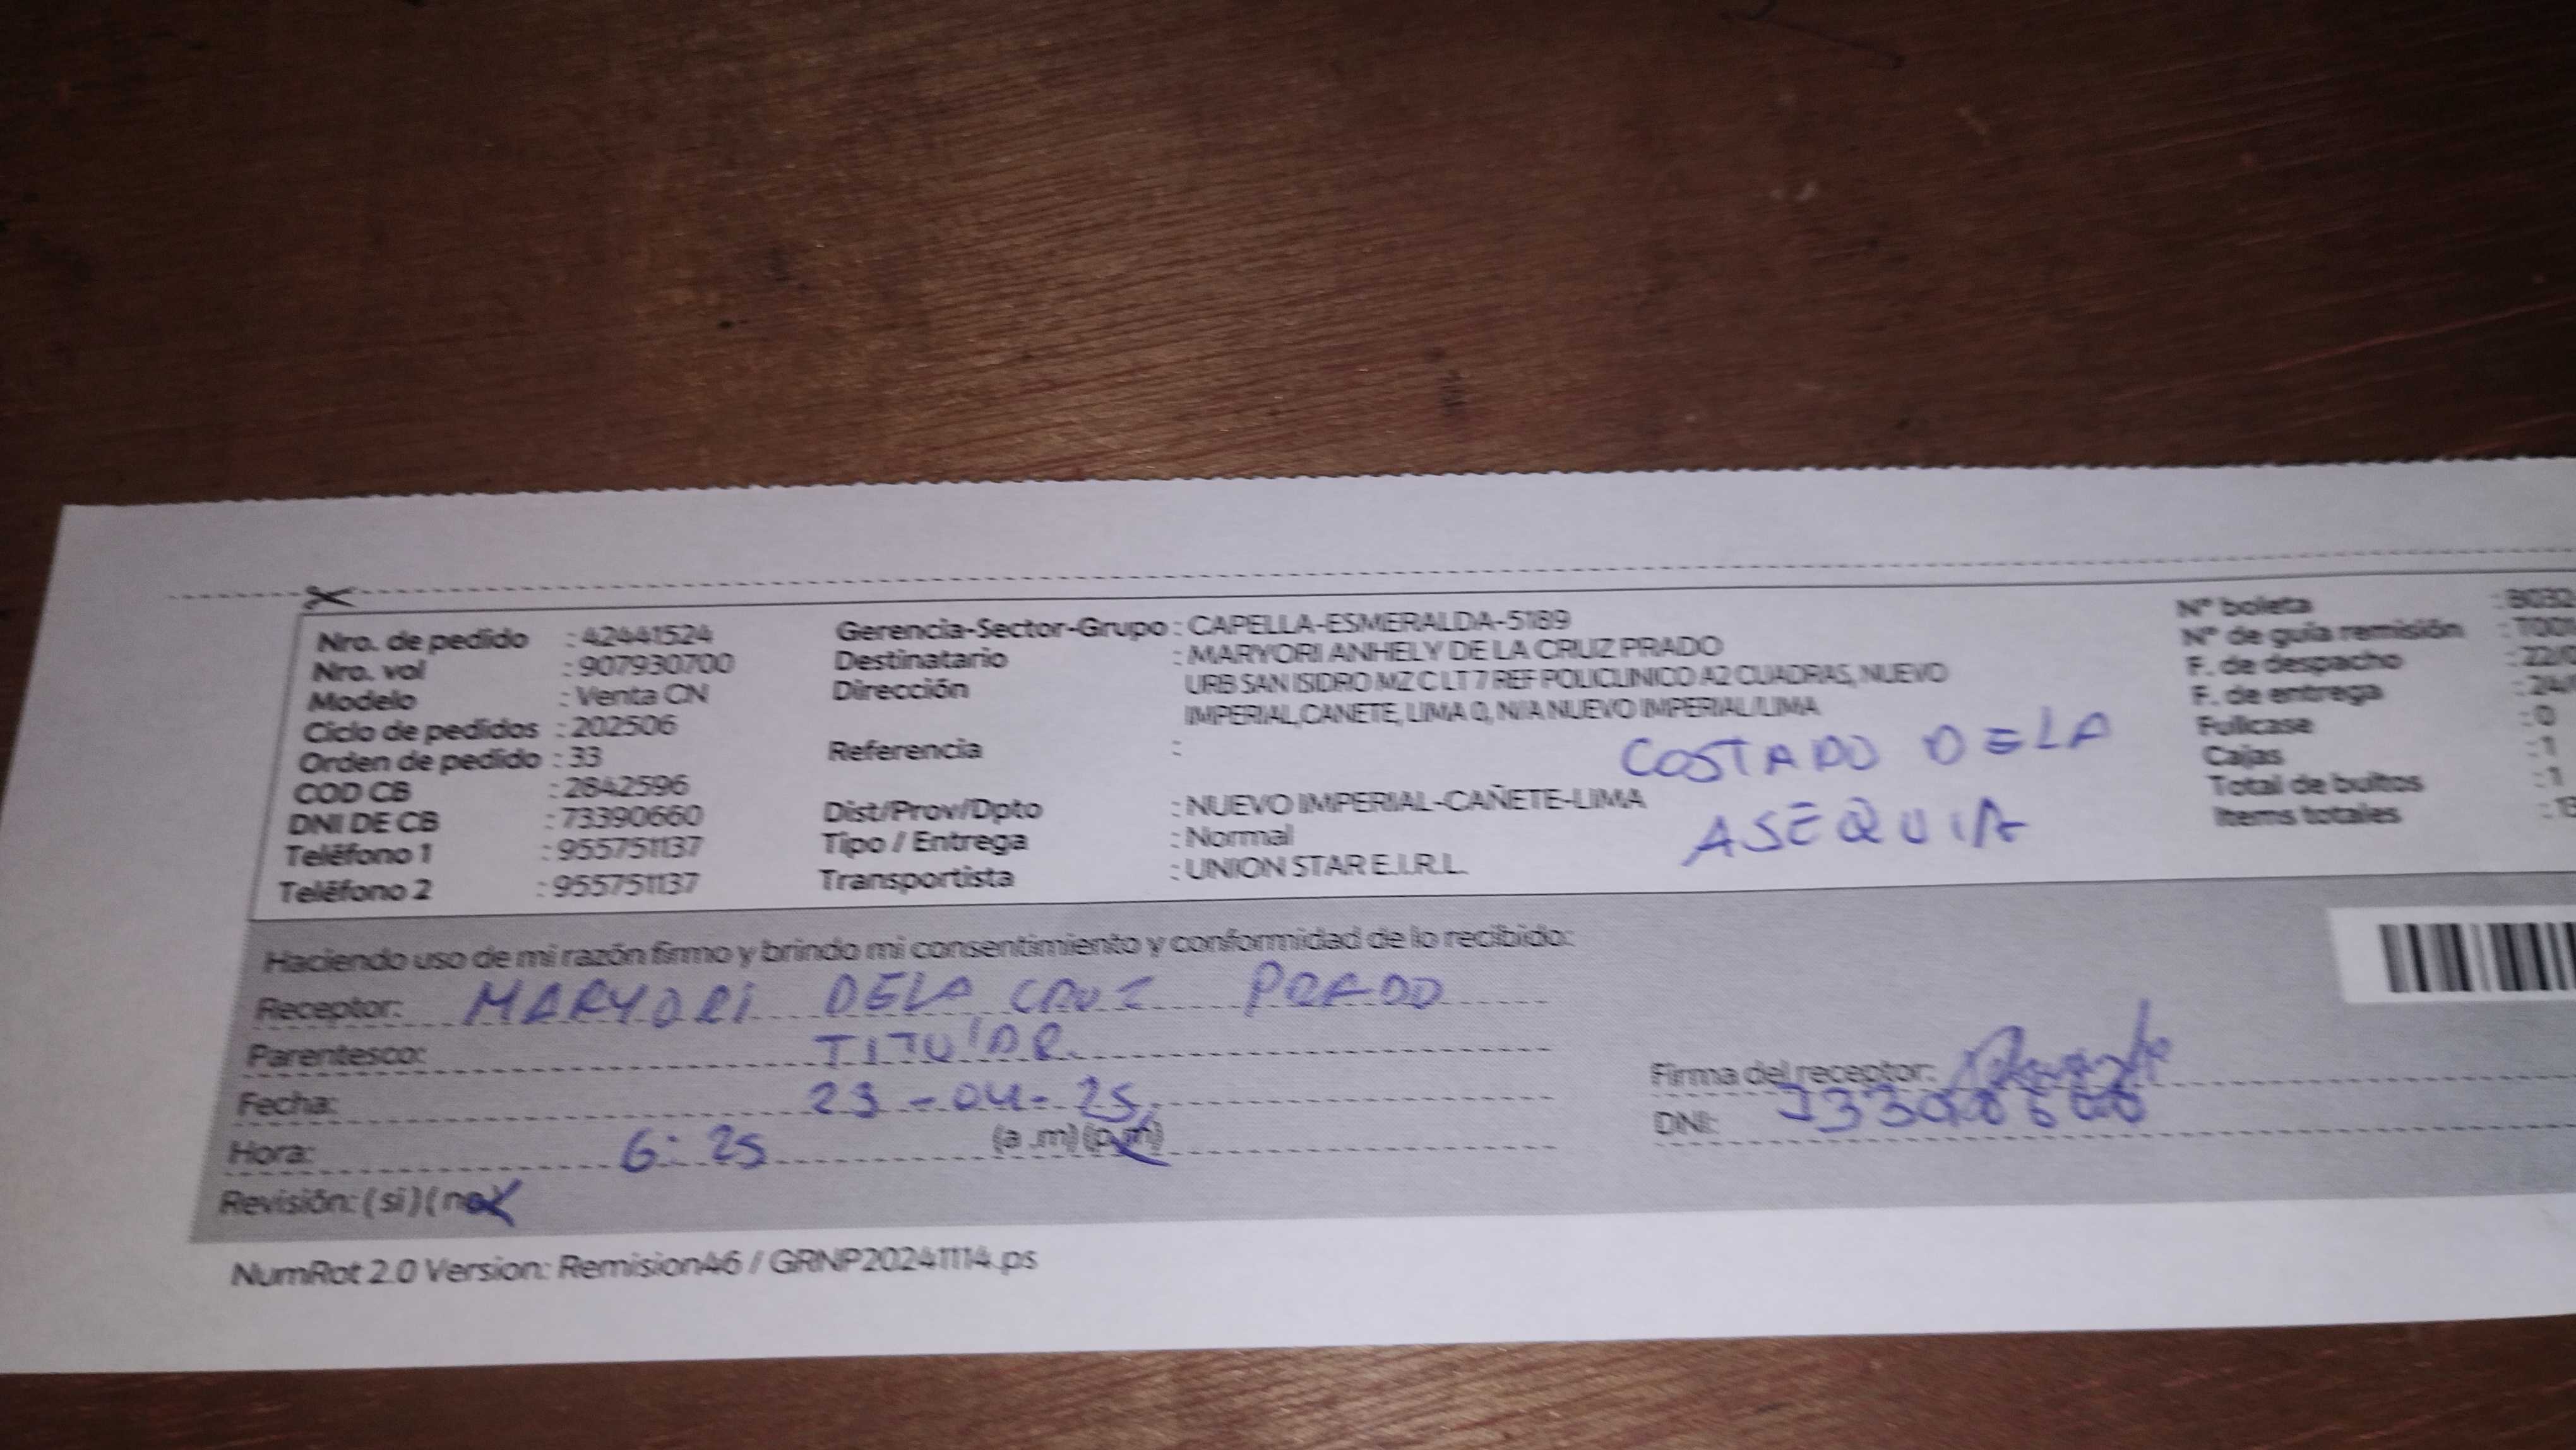 Nro. de pedido : 42441524
Nro. vol : 907930700
Modelo : Venta CN
Ciclo de pedidos : 202506
Orden de pedido : 33
COD CB : 2842596
DNI DE CB : 73390660
Teléfono 1 : 955751137
Teléfono 2 : 955751137
Gerencia-Sector-Grupo : CAPELLA-ESMERALDA-5189
Destinatario : MARYORI ANHELY DE LA CRUZ PRADO
Dirección URB SAN ISIDRO MZ C LT 7 REF POLICLINICO A2 CUADRAS, NUEVO
IMPERIAL,CANETE, LIMA 0, N/A NUEVO IMPERIAL/LIMA
Referencia :
COSTADO DE LA
ASEQUIA
Dist/Prov/Dpto : NUEVO IMPERIAL-CAÑETE-LIMA
Tipo / Entrega : Normal
Transportista : UNION STAR E.I.R.L.
N° boleta
N° de guía remisión
F. de despacho
F. de entrega
Fullcase : 0
Cajas : 1
Total de bultos : 1
Items totales
Haciendo uso de mi razón firmo y brindo mi consentimiento y conformidad de lo recibido:
Receptor: MARYORI DELA CRUZ PRADO
Parentesco: TITULAR
Fecha: 23-04-25
Hora: 6:25 (a .m) (p.m)
Revisión: (si) (no)
Firma del receptor:
DNI:
NumRot 2.0 Version: Remision46 / GRNP20241114.ps